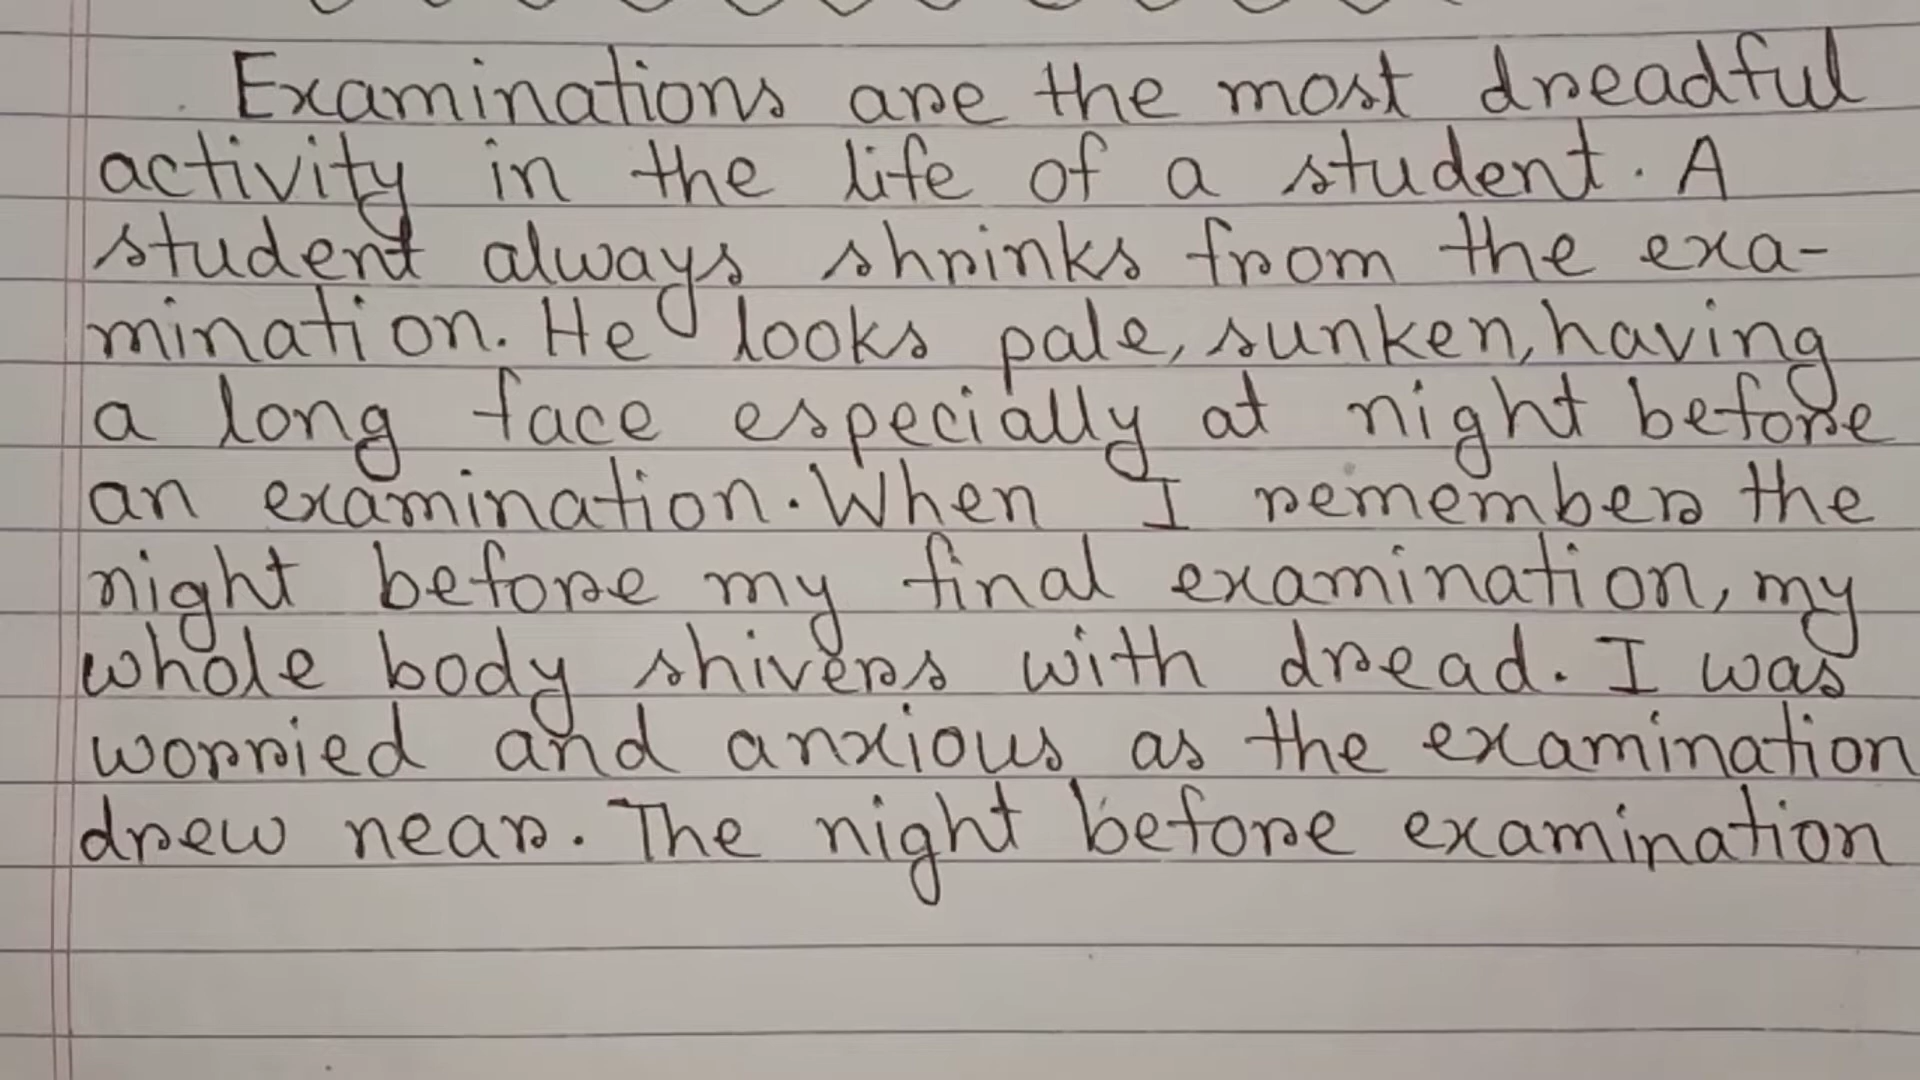 Examinations are the most dreadful
activity in the life of a student. A
student always shrinks from the exa-
mination. He looks pale, sunken, having
a long face especially at night before
an examination. When I remember the
night before my final examination, my
whole body shivers with dread. I was
worried and anxious as the examination
drew near. The night before examination